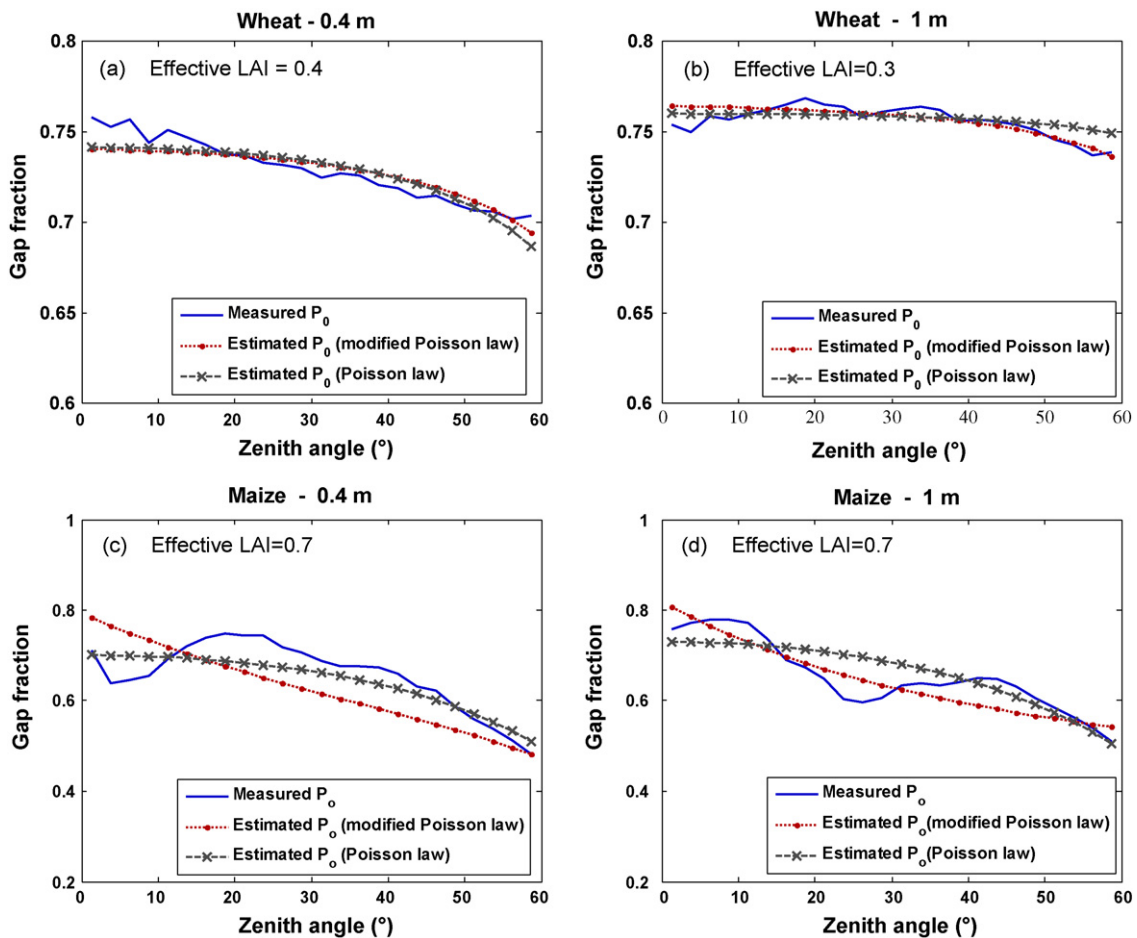 Wheat - 0.4 m
(a) Effective LAI = 0.4
Gap fraction
0.8
0.75
0.7
0.65
0.6
Measured P0
Estimated P0 (modified Poisson law)
Estimated P0 (Poisson law)
0 10 20 30 40 50 60
Zenith angle (°)
Wheat - 1 m
(b) Effective LAI=0.3
Gap fraction
0.8
0.75
0.7
0.65
0.6
Measured P0
Estimated P0 (modified Poisson law)
Estimated P0 (Poisson law)
0 10 20 30 40 50 60
Zenith angle (°)
Maize - 0.4 m
(c) Effective LAI=0.7
Gap fraction
1
0.8
0.6
0.4
0.2
Measured Po
Estimated Po (modified Poisson law)
Estimated Po (Poisson law)
0 10 20 30 40 50 60
Zenith angle (°)
Maize - 1 m
(d) Effective LAI=0.7
Gap fraction
1
0.8
0.6
0.4
0.2
Measured Po
Estimated Po(modified Poisson law)
Estimated Po(Poisson law)
0 10 20 30 40 50 60
Zenith angle (°)